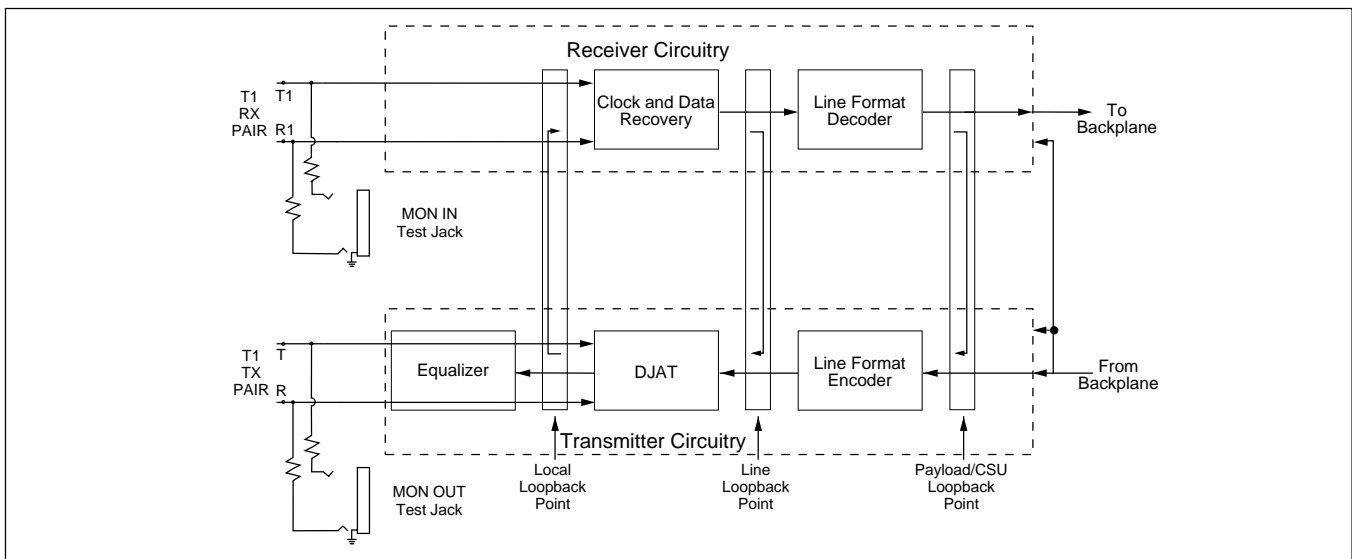 Receiver Circuitry
T1
RX
PAIR
T1
R1
Clock and Data
Recovery
Line Format
Decoder
To
Backplane
MON IN
Test Jack
T1
TX
PAIR
T
R
Equalizer
DJAT
Line Format
Encoder
From
Backplane
Transmitter Circuitry
MON OUT
Test Jack
Local
Loopback
Point
Line
Loopback
Point
Payload/CSU
Loopback
Point